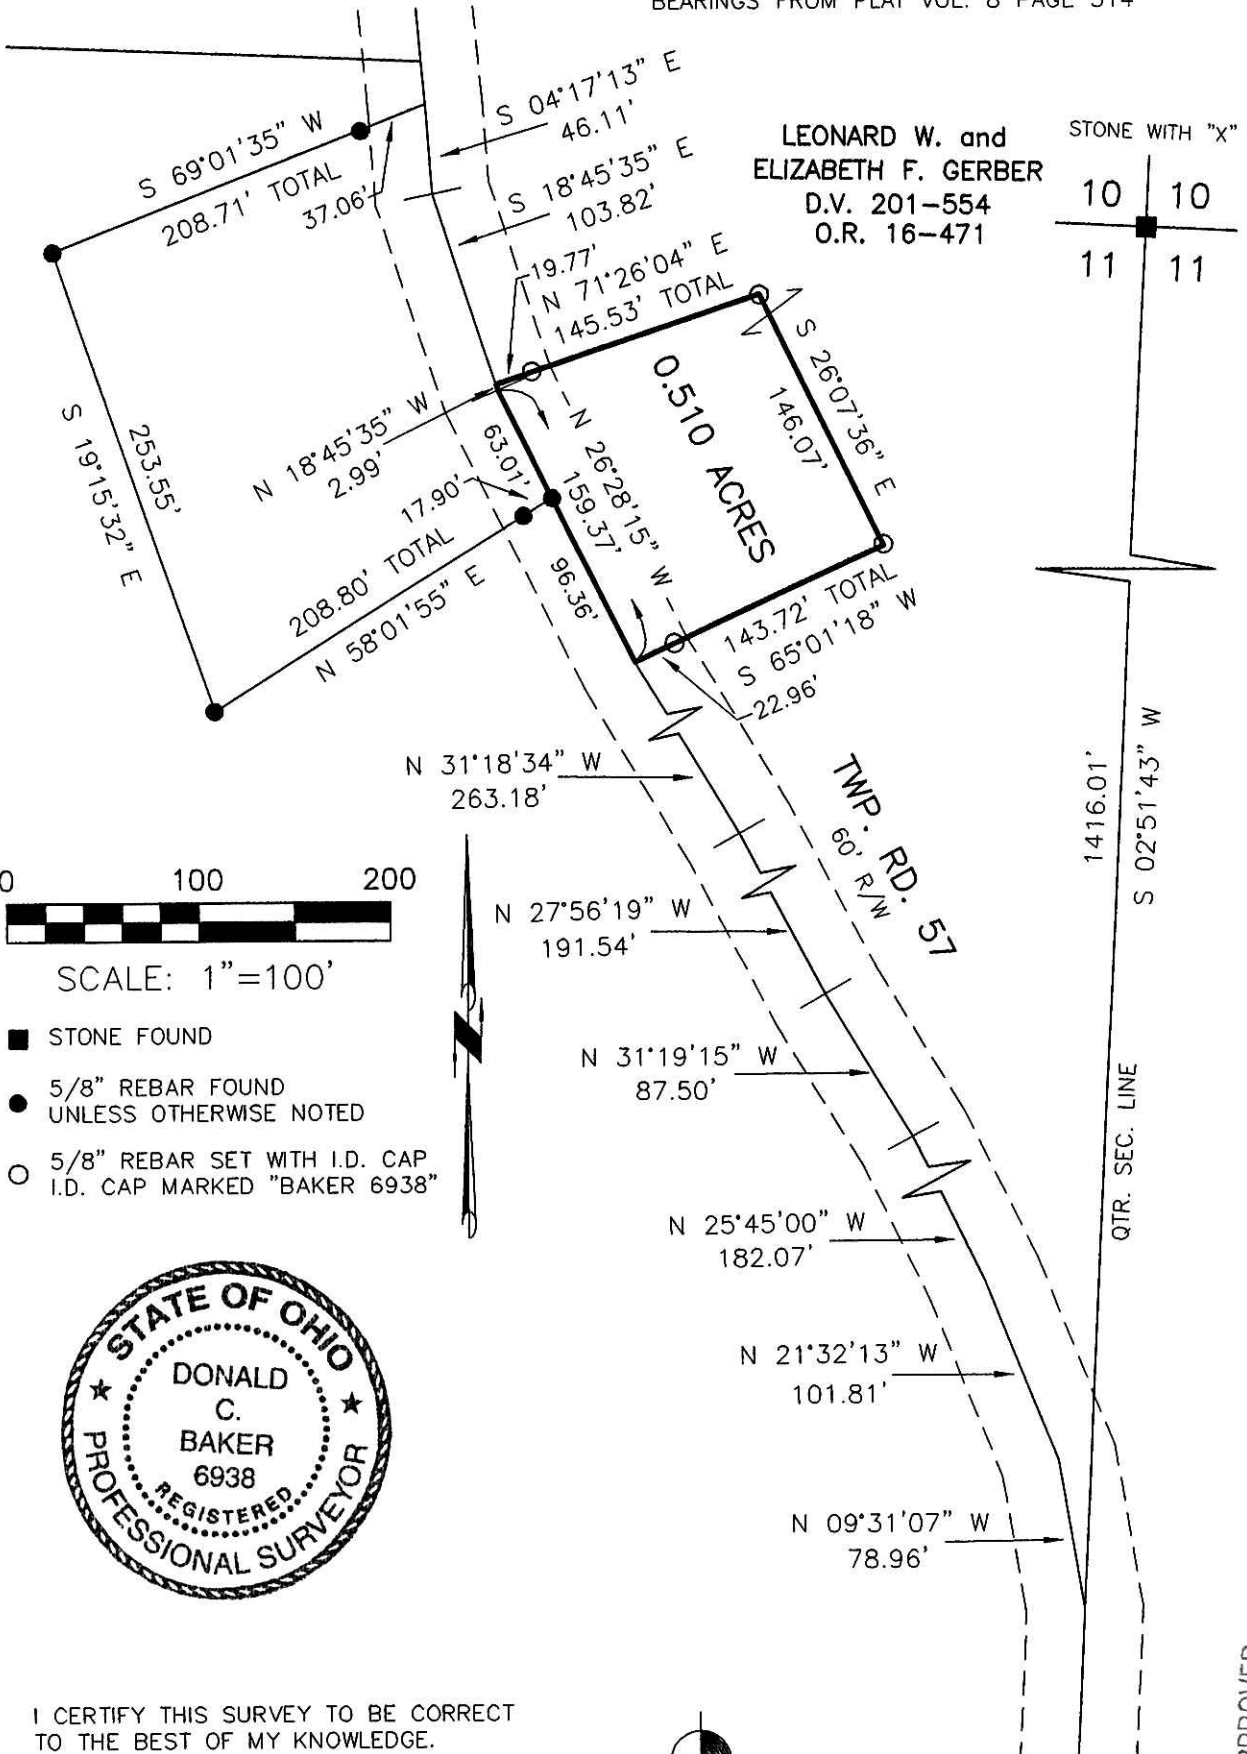 BEARINGS FROM PLAT VOL. 8 PAGE 514
S 04°17'13" E
46.11'
S 69°01'35" W
208.71' TOTAL
37.06'
S 18°45'35" E
103.82'
LEONARD W. and
ELIZABETH F. GERBER
D.V. 201-554
O.R. 16-471
STONE WITH "X"
10 10
11 11
19.77'
N 71°26'04" E
145.53' TOTAL
S 26°07'36" E
146.07'
0.510 ACRES
N 18°45'35" W
2.99'
63.01'
N 26°28'15" W
159.37'
253.55'
S 19°15'32" E
17.90'
208.80' TOTAL
N 58°01'55" E
96.36'
143.72' TOTAL
S 65°01'18" W
22.96'
N 31°18'34" W
263.18'
TWP. RD. 57
60' R/W
1416.01'
S 02°51'43" W
QTR. SEC. LINE
0 100 200
SCALE: 1"=100'
N 27°56'19" W
191.54'
STONE FOUND
5/8" REBAR FOUND
UNLESS OTHERWISE NOTED
5/8" REBAR SET WITH I.D. CAP
I.D. CAP MARKED "BAKER 6938"
N 31°19'15" W
87.50'
N 25°45'00" W
182.07'
N 21°32'13" W
101.81'
N 09°31'07" W
78.96'
STATE OF OHIO
DONALD
C.
BAKER
6938
REGISTERED
PROFESSIONAL SURVEYOR
I CERTIFY THIS SURVEY TO BE CORRECT
TO THE BEST OF MY KNOWLEDGE.